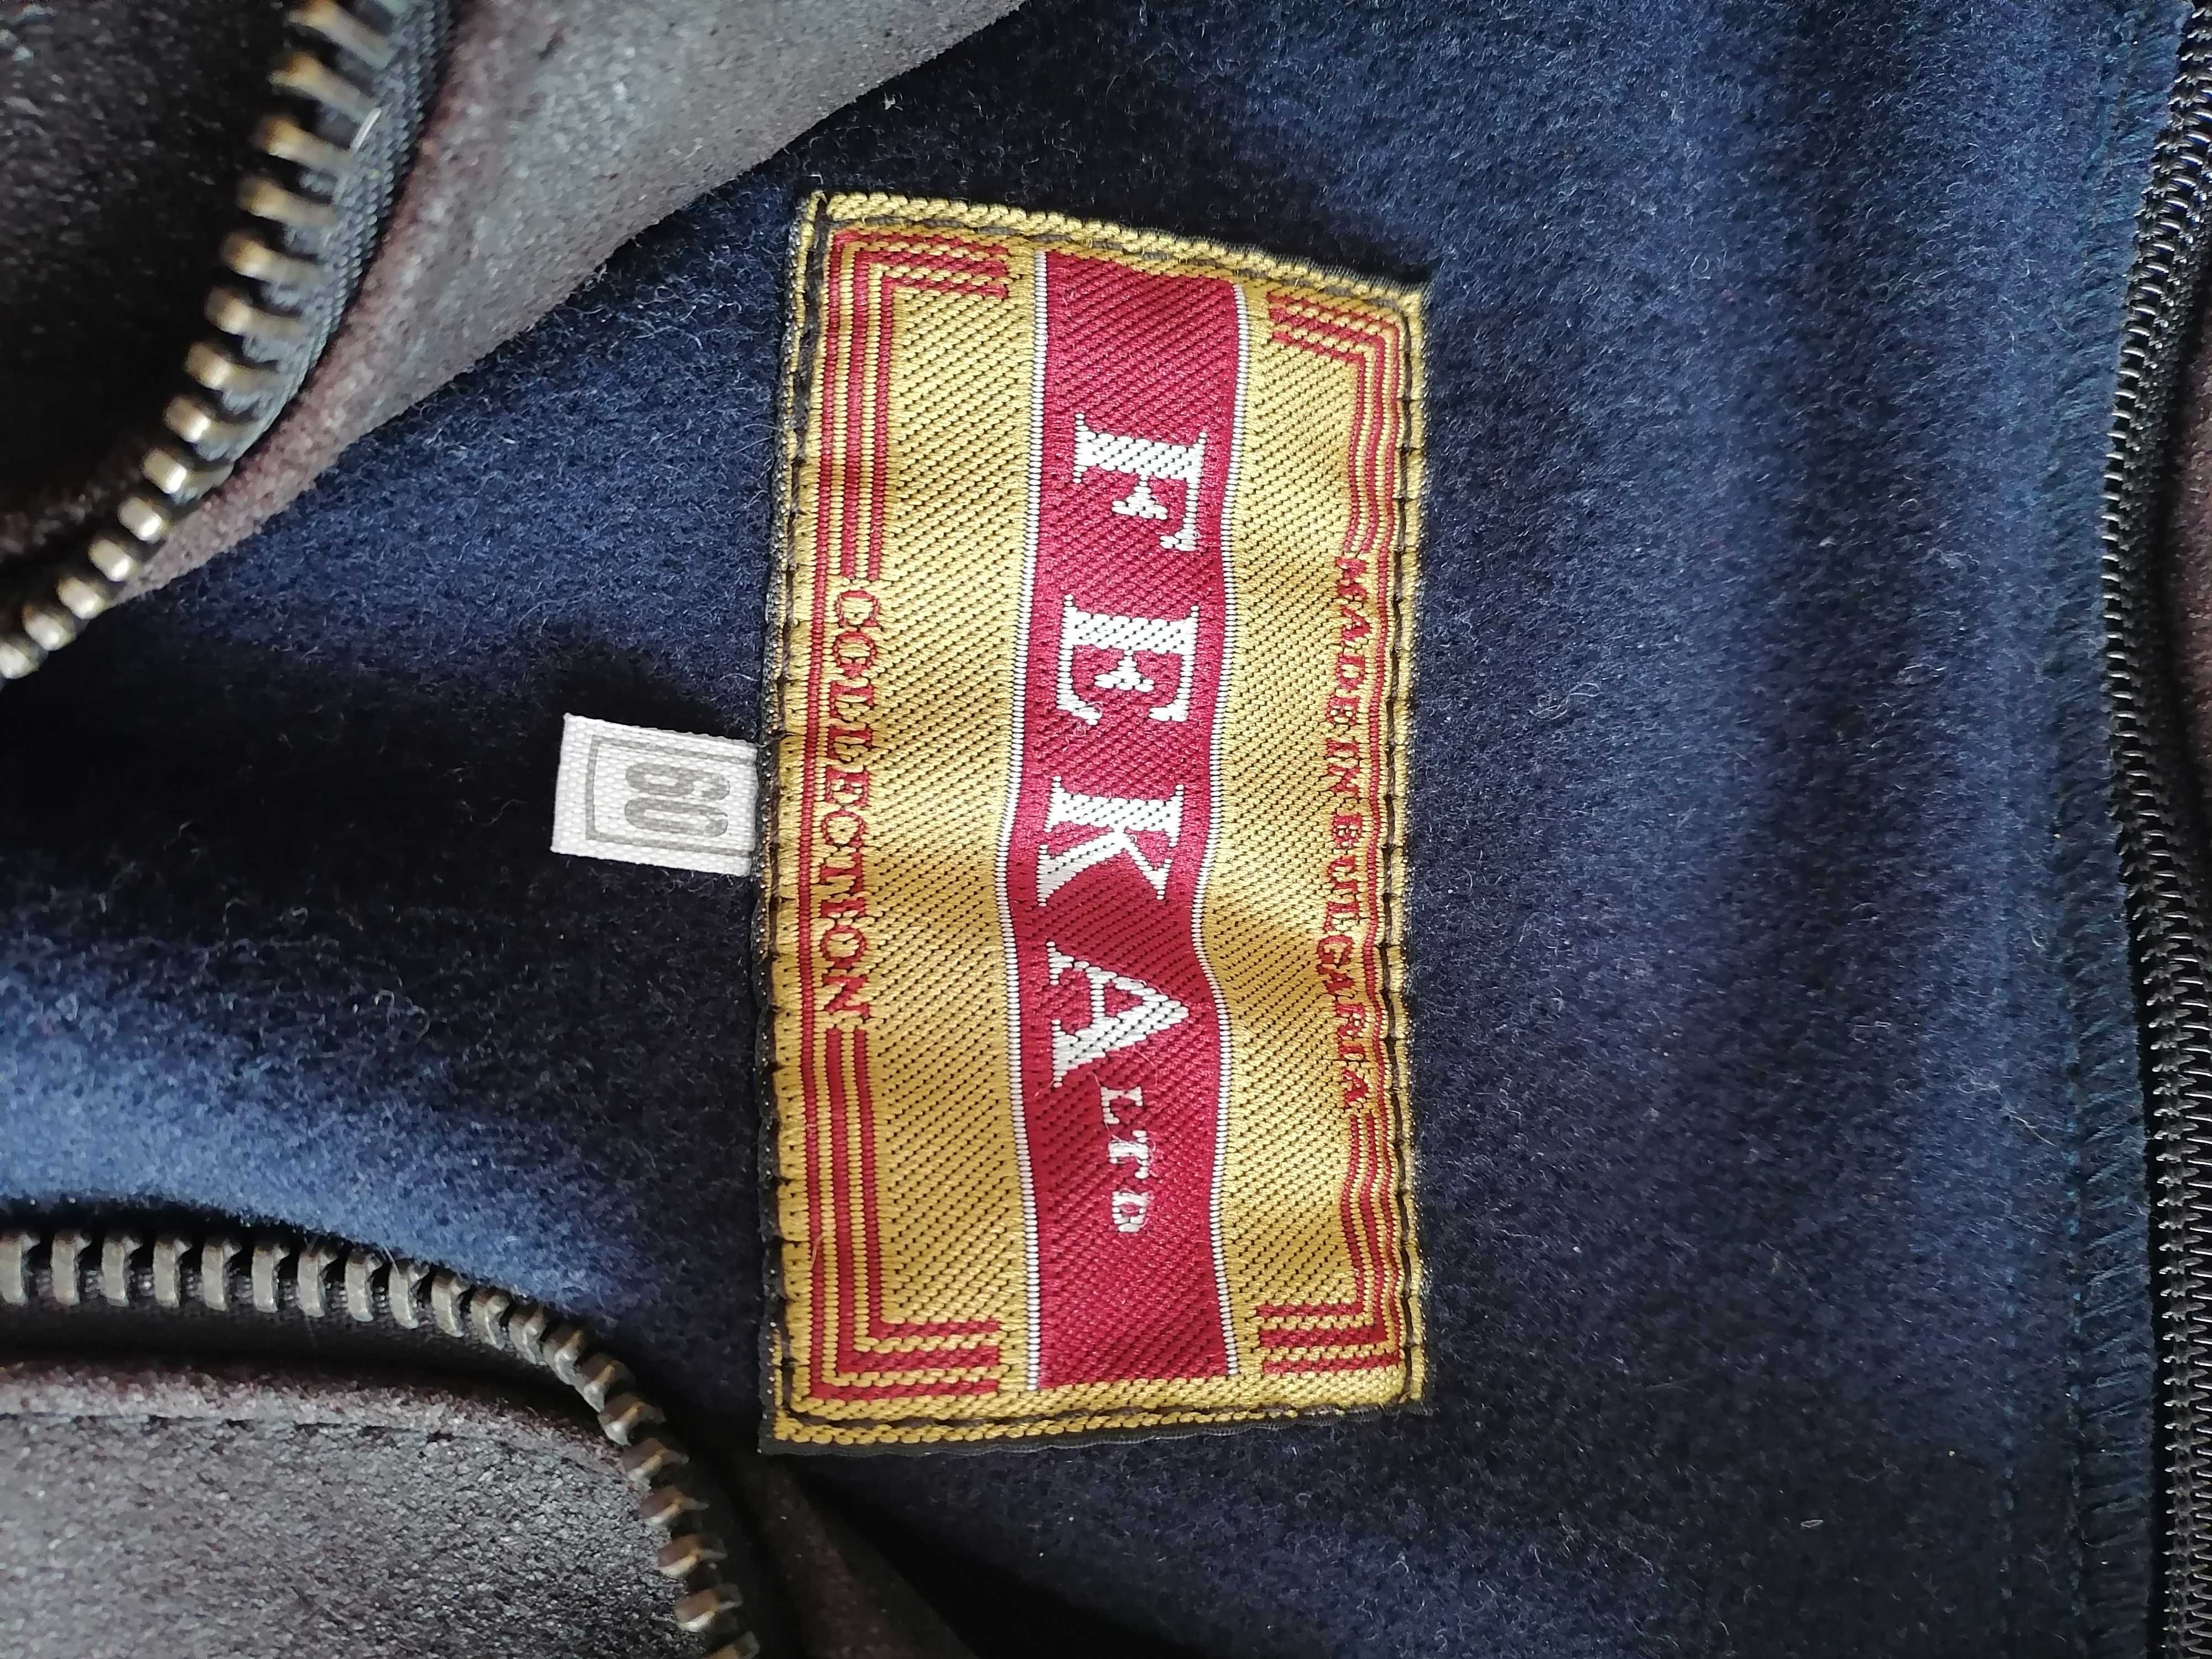 MADE IN BULGARIA
FEKA LTD
COLLECTION
60